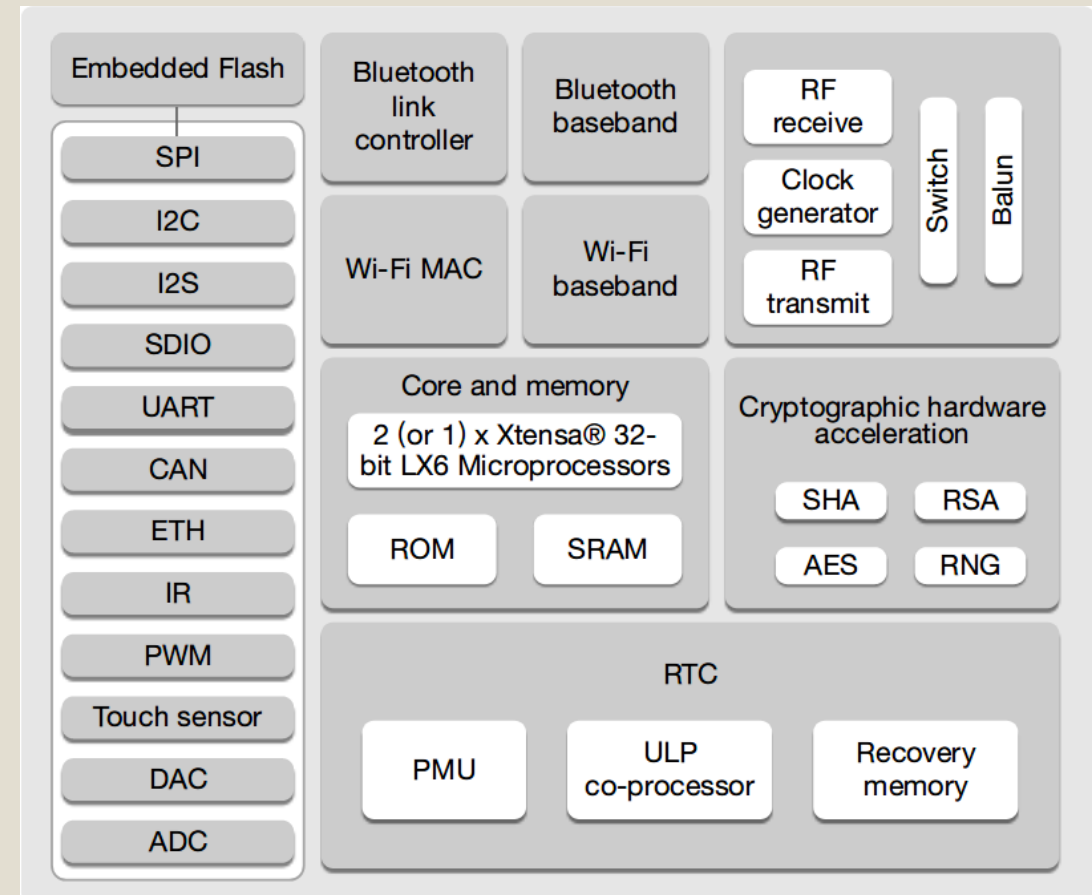 Embedded Flash
SPI
I2C
I2S
SDIO
UART
CAN
ETH
IR
PWM
Touch sensor
DAC
ADC
Bluetooth
link
controller
Bluetooth
baseband
Wi-Fi MAC
Wi-Fi
baseband
RF
receive
Clock
generator
RF
transmit
Switch
Balun
Core and memory
2 (or 1) x Xtensa® 32-
bit LX6 Microprocessors
ROM
SRAM
Cryptographic hardware
acceleration
SHA
RSA
AES
RNG
RTC
PMU
ULP
co-processor
Recovery
memory